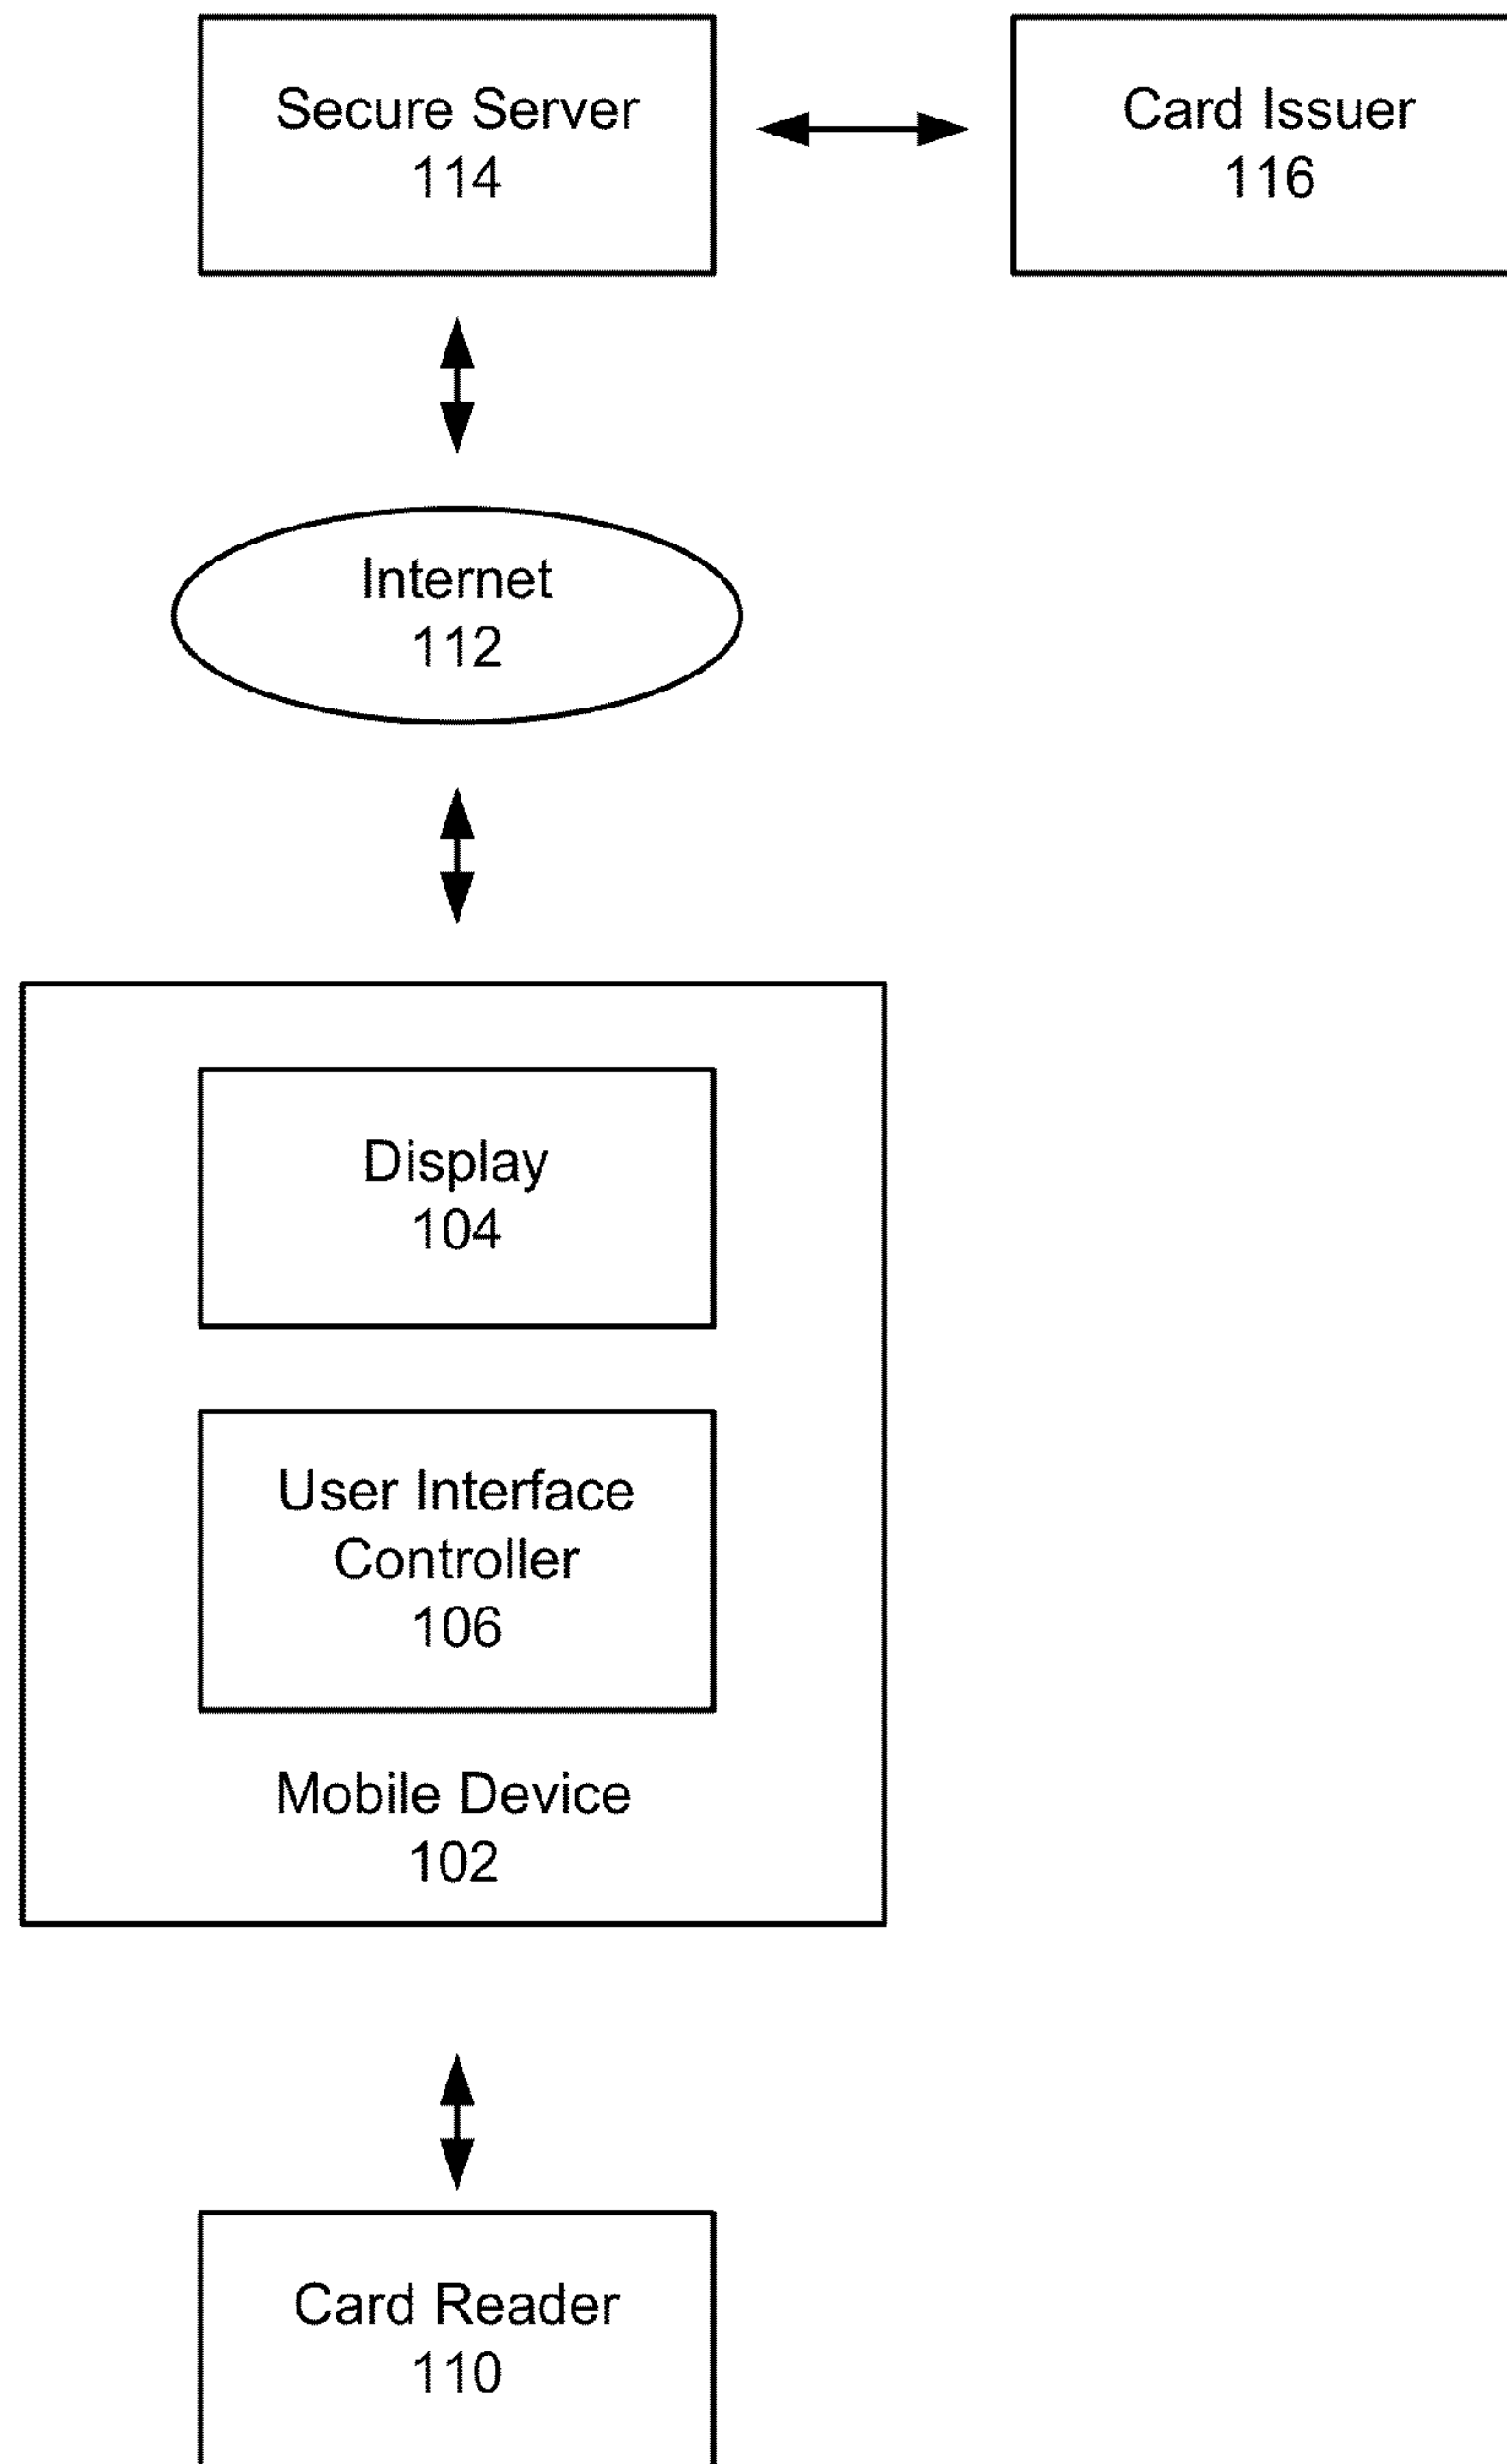 Secure Server
114
Card Issuer
116
Internet
112
Display
104
User Interface
Controller
106
Mobile Device
102
Card Reader
110